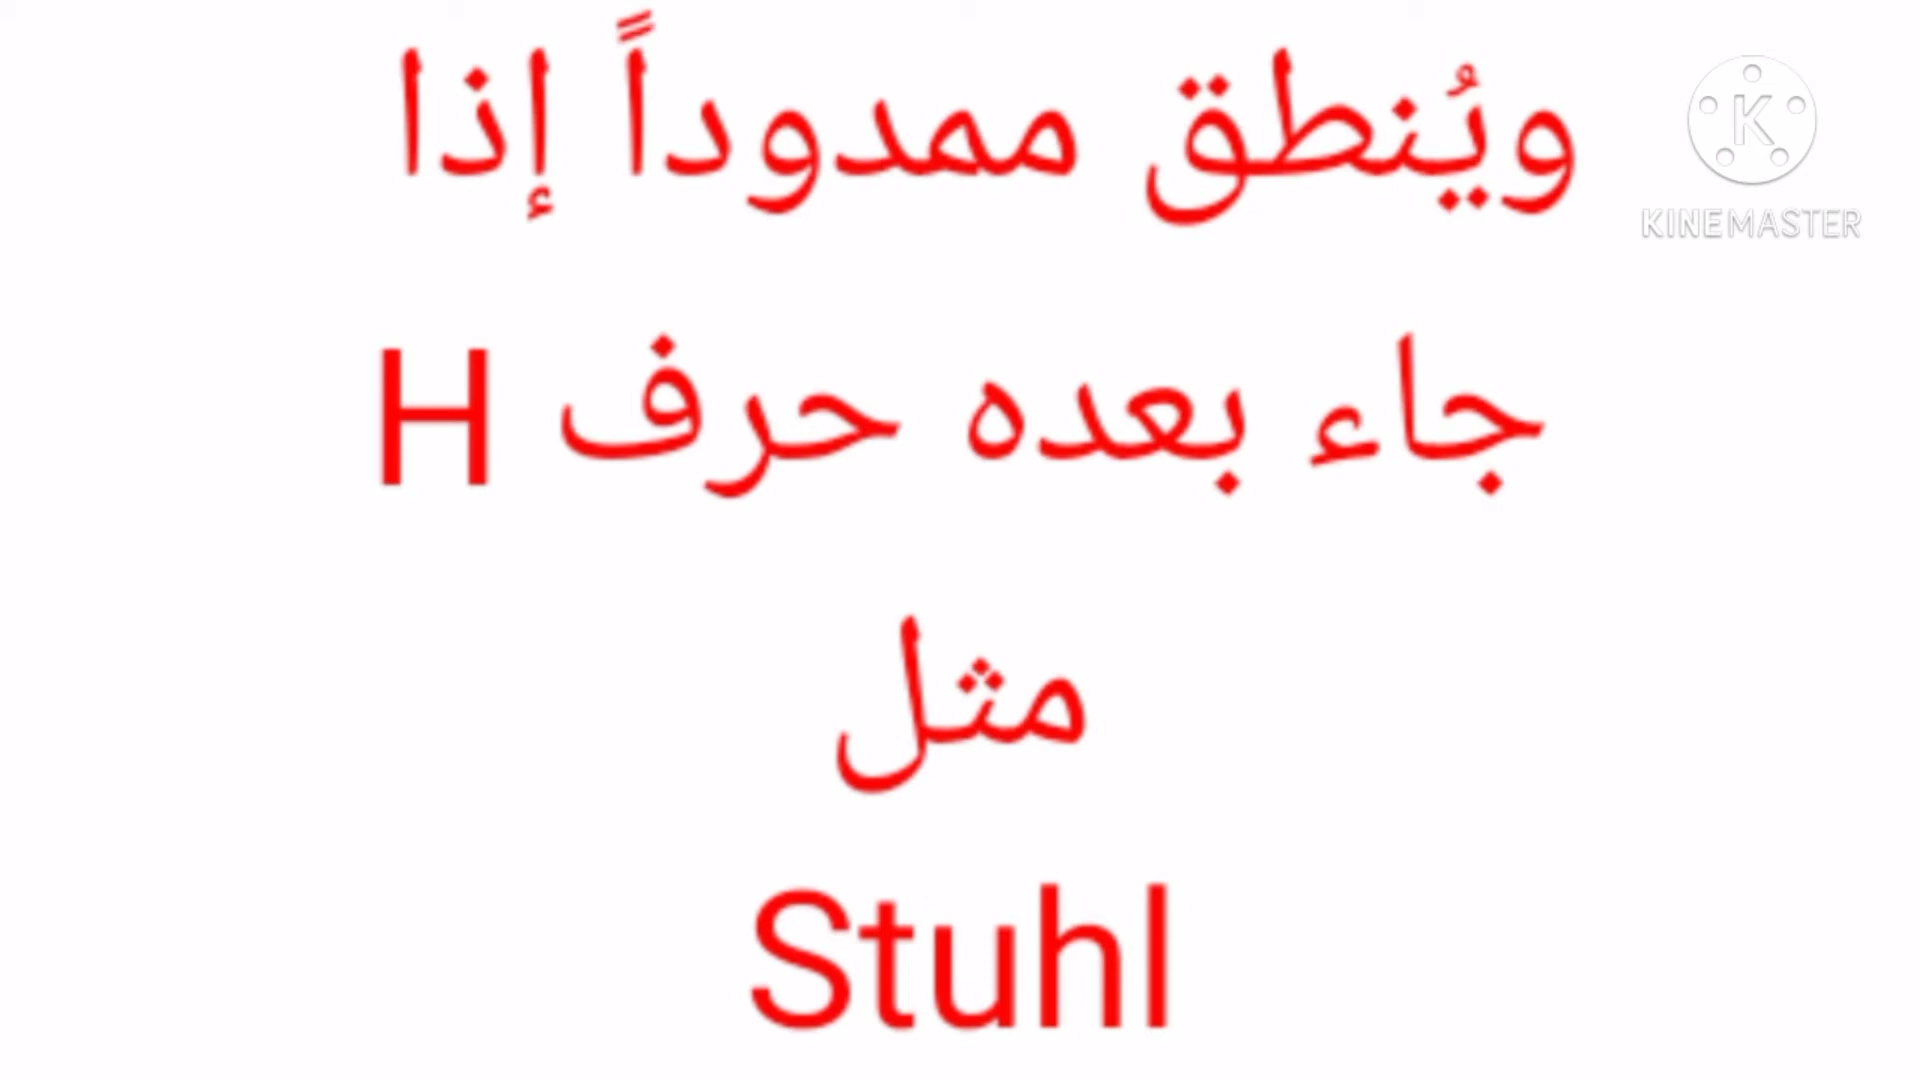 ويُنطق ممدوداً إذا
جاء بعده حرف H
مثل
Stuhl
K
KINEMASTER